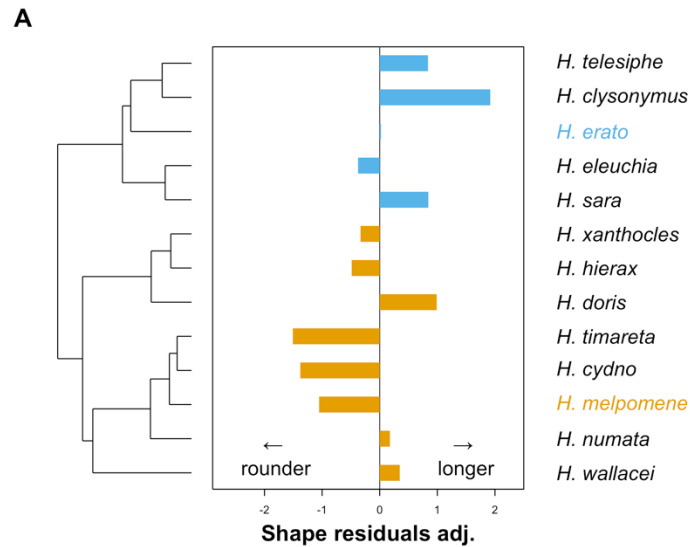 A
H. telesiphe
H. clysonymus
H. erato
H. eleuchia
H. sara
H. xanthocles
H. hierax
H. doris
H. timareta
H. cydno
H. melpomene
H. numata
H. wallacei
← →
rounder longer
-2 -1 0 1 2
Shape residuals adj.